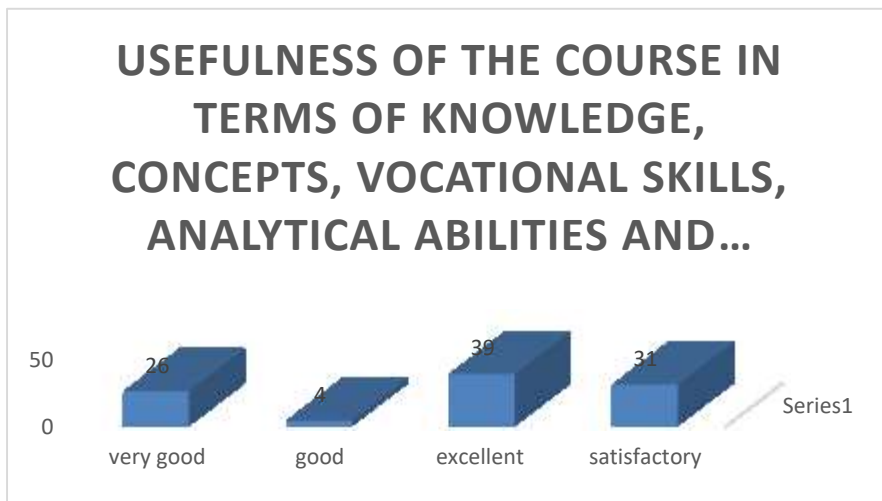 USEFULNESS OF THE COURSE IN
TERMS OF KNOWLEDGE,
CONCEPTS, VOCATIONAL SKILLS,
ANALYTICAL ABILITIES AND…
50
0
26
4
39
31
very good
good
excellent
satisfactory
Series1